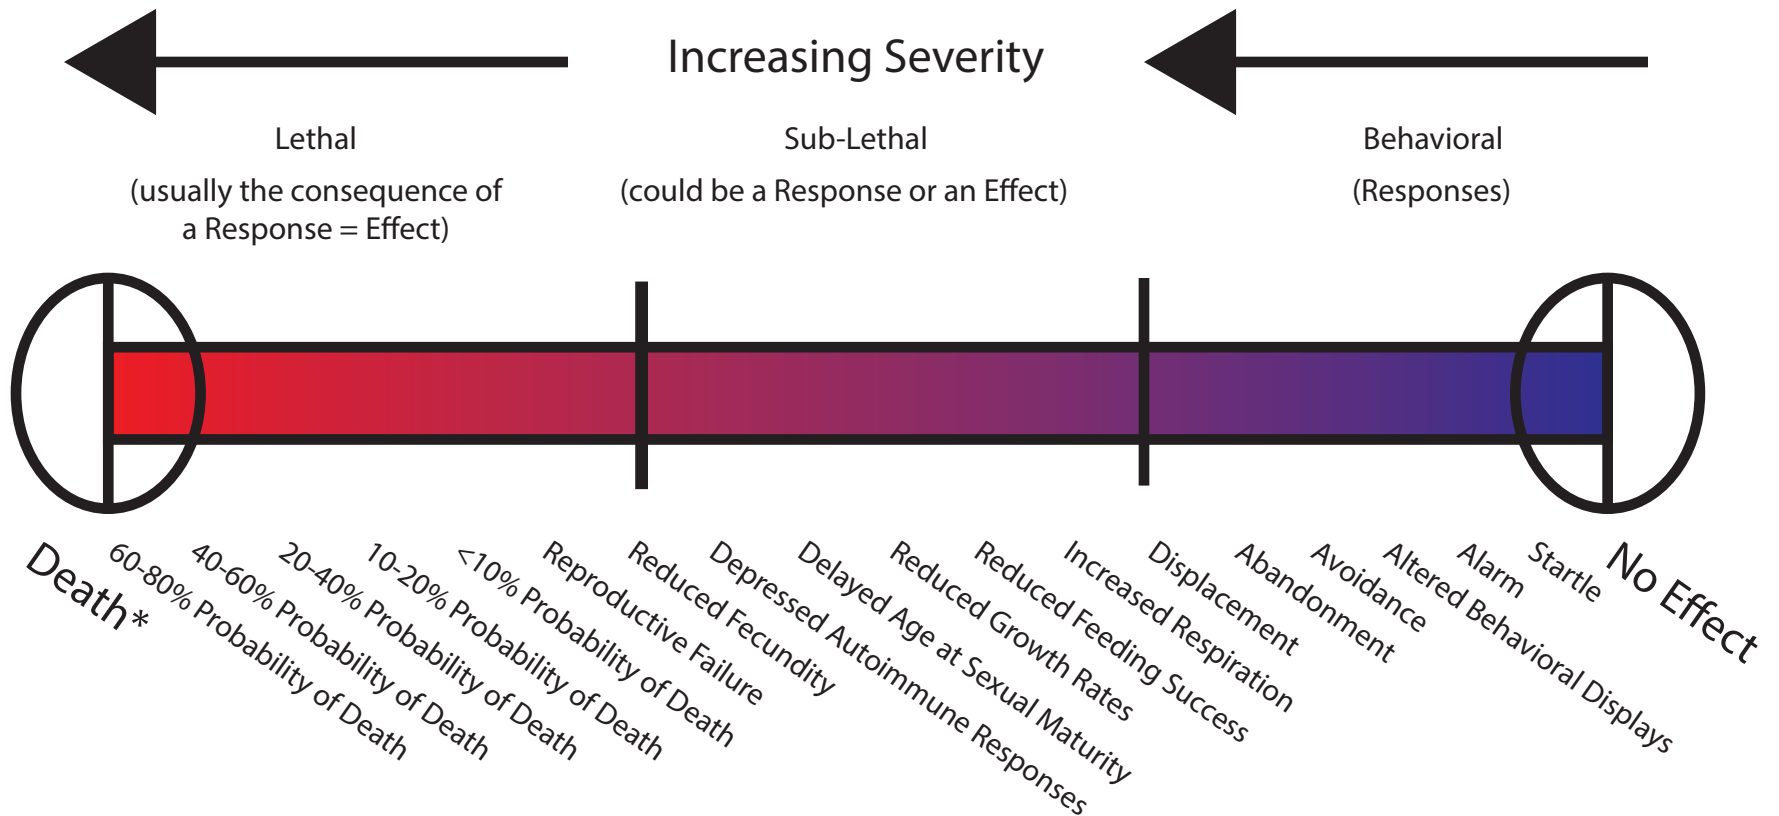 Increasing Severity
Lethal
(usually the consequence of
a Response = Effect)
Sub-Lethal
(could be a Response or an Effect)
Behavioral
(Responses)
Death*
60-80% Probability of Death
40-60% Probability of Death
20-40% Probability of Death
10-20% Probability of Death
<10% Probability of Death
Reproductive Failure
Reduced Fecundity
Depressed Autoimmune Responses
Delayed Age at Sexual Maturity
Reduced Growth Rates
Reduced Feeding Success
Increased Respiration
Displacement
Abandonment
Avoidance
Altered Behavioral Displays
Alarm
Startle
No Effect